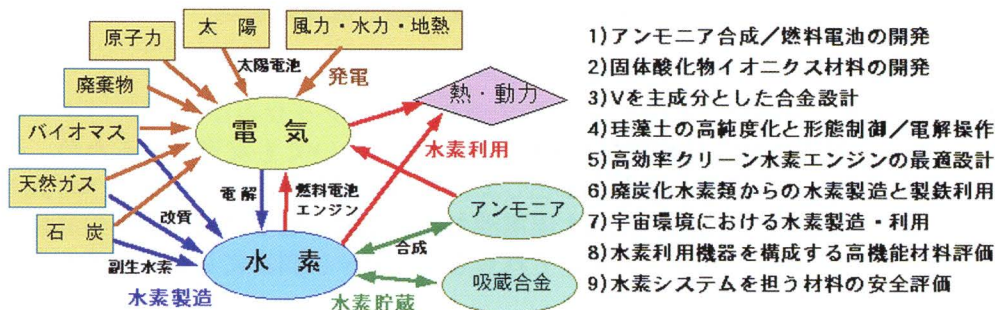 太　陽
風力・水力・地熱
原子力
太陽電池
発電
廃棄物
熱・動力
バイオマス
電　気
水素利用
天然ガス
電解
燃料電池
エンジン
改質
アンモニア
石　炭
合成
副生水素
水　素
吸蔵合金
水素製造
水素貯蔵
1)アンモニア合成／燃料電池の開発
2)固体酸化物イオニクス材料の開発
3)Vを主成分とした合金設計
4)珪藻土の高純度化と形態制御／電解操作
5)高効率クリーン水素エンジンの最適設計
6)廃炭化水素類からの水素製造と製鉄利用
7)宇宙環境における水素製造・利用
8)水素利用機器を構成する高機能材料評価
9)水素システムを担う材料の安全評価